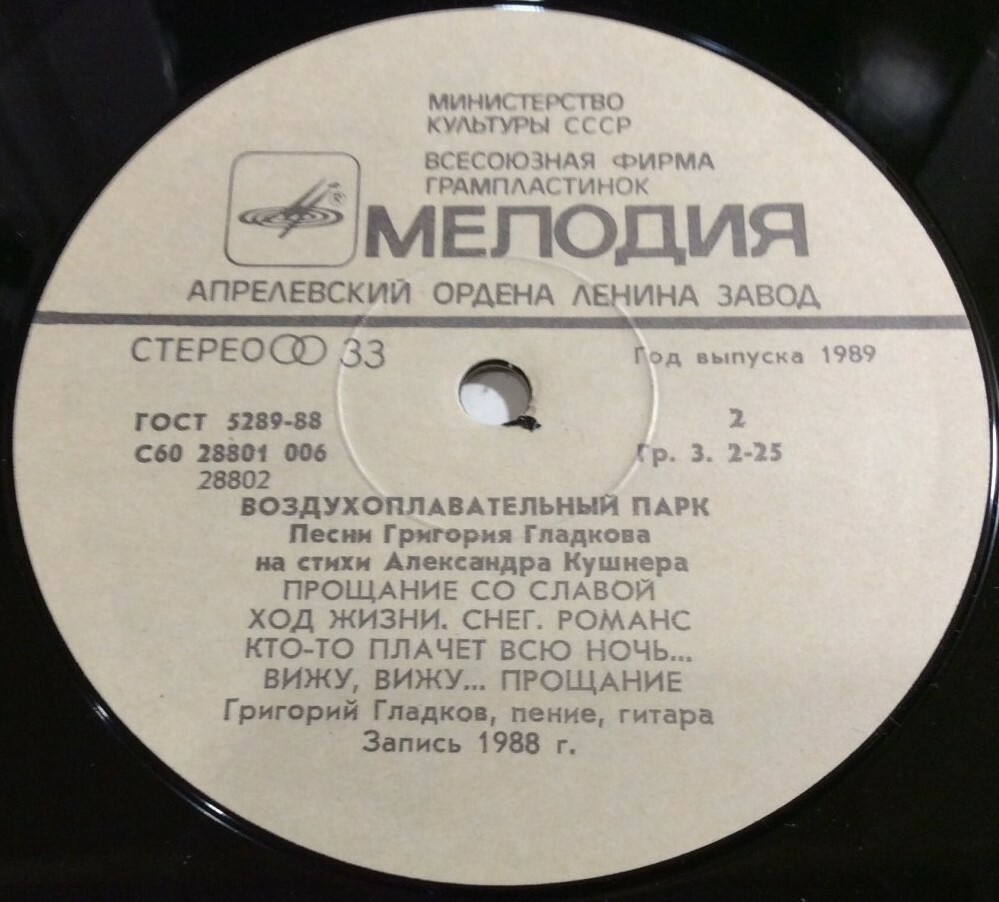 МИНИСТЕРСТВО
КУЛЬТУРЫ СССР
ВСЕСОЮЗНАЯ ФИРМА
ГРАМПЛАСТИНОК
МЕЛОДИЯ
АПРЕЛЕВСКИЙ ОРДЕНА ЛЕНИНА ЗАВОД
СТЕРЕО 33 Год выпуска 1989
ГОСТ 5289-88 2
С60 28801 006 Гр. 3. 2-25
28802
ВОЗДУХОПЛАВАТЕЛЬНЫЙ ПАРК
Песни Григория Гладкова
на стихи Александра Кушнера
ПРОЩАНИЕ СО СЛАВОЙ
ХОД ЖИЗНИ. СНЕГ. РОМАНС
КТО-ТО ПЛАЧЕТ ВСЮ НОЧЬ...
ВИЖУ, ВИЖУ... ПРОЩАНИЕ
Григорий Гладков, пение, гитара
Запись 1988 г.